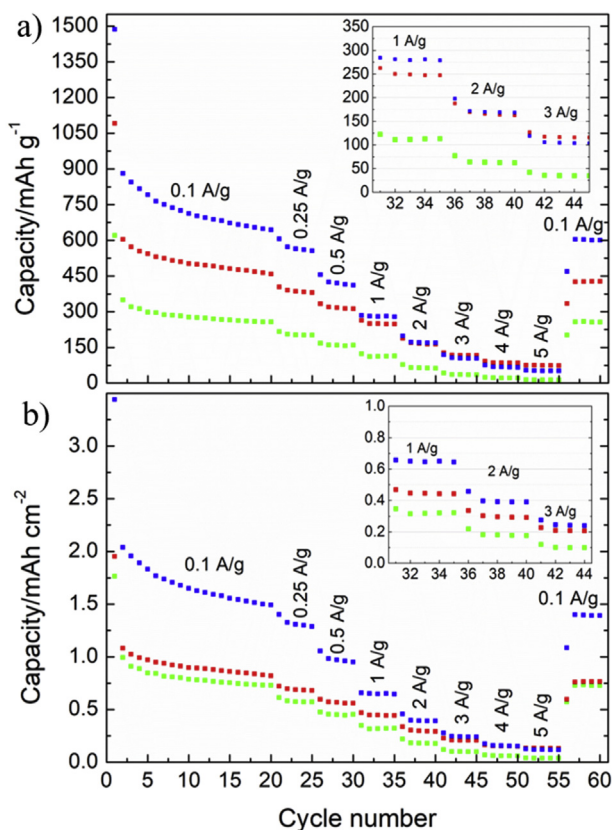 a)
Capacity/mAh g⁻¹
1500
1350
1200
1050
900
750
600
450
300
150
0
0.1 A/g
0.25 A/g
0.5 A/g
1 A/g
2 A/g
3 A/g
4 A/g
5 A/g
0.1 A/g
350
300
250
200
150
100
50
0
1 A/g
2 A/g
3 A/g
32 34 36 38 40 42 44
b)
Capacity/mAh cm⁻²
3.0
2.5
2.0
1.5
1.0
0.5
0.0
0.1 A/g
0.25 A/g
0.5 A/g
1 A/g
2 A/g
3 A/g
4 A/g
5 A/g
0.1 A/g
1.0
0.8
0.6
0.4
0.2
0.0
1 A/g
2 A/g
3 A/g
32 34 36 38 40 42 44
0 5 10 15 20 25 30 35 40 45 50 55 60
Cycle number